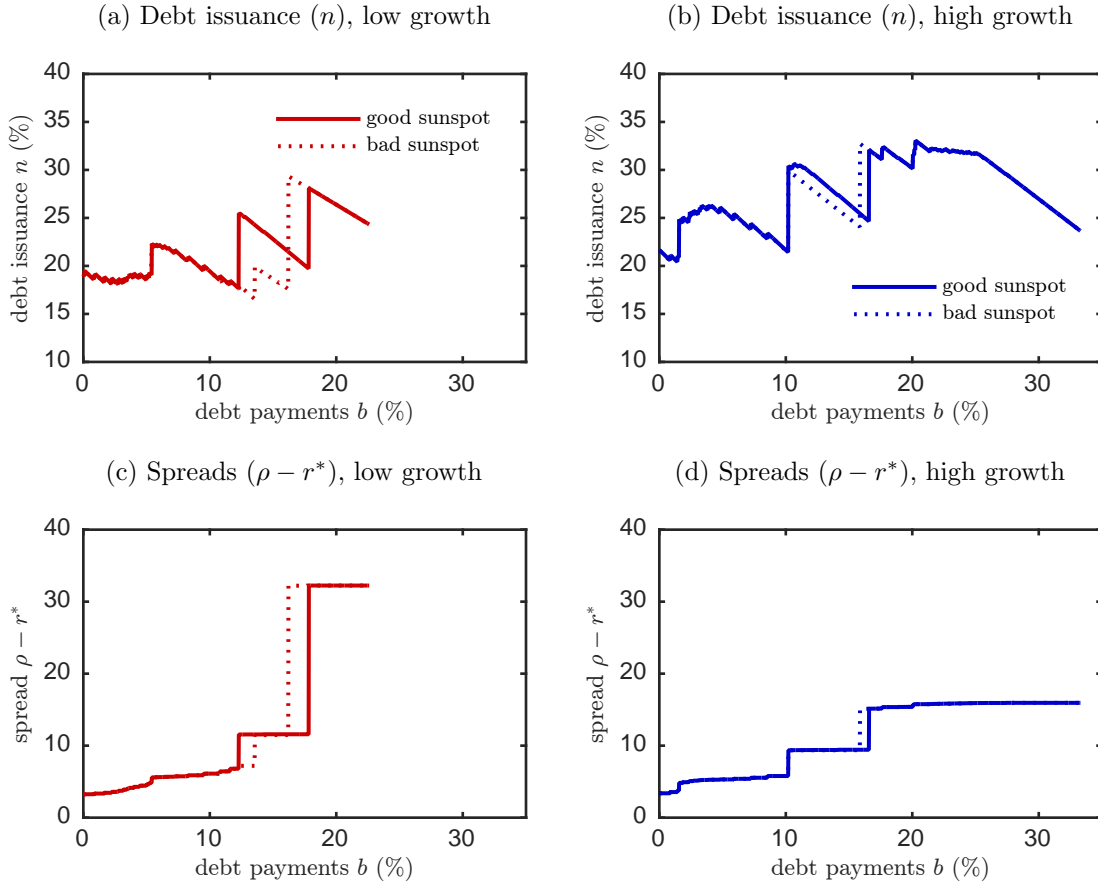 (a) Debt issuance (n), low growth
40
35
30
25
20
15
10
debt issuance n (%)
good sunspot
bad sunspot
0
10
20
30
debt payments b (%)
(b) Debt issuance (n), high growth
40
35
30
25
20
15
10
debt issuance n (%)
good sunspot
bad sunspot
0
10
20
30
debt payments b (%)
(c) Spreads (ρ − r*), low growth
40
30
20
10
0
spread ρ − r*
0
10
20
30
debt payments b (%)
(d) Spreads (ρ − r*), high growth
40
30
20
10
0
spread ρ − r*
0
10
20
30
debt payments b (%)